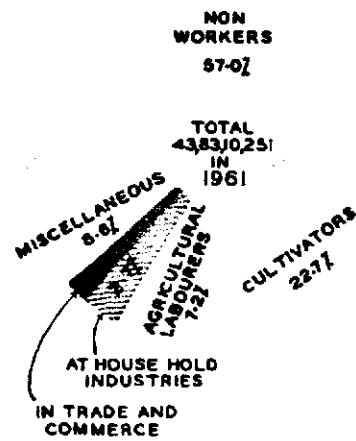 NON
WORKERS
57.0%
TOTAL
43,83,10,251
IN
1961
MISCELLANEOUS
8.6%
AGRICULTURAL
LABOURERS
7.2%
CULTIVATORS
22.7%
AT HOUSE HOLD
INDUSTRIES
IN TRADE AND
COMMERCE